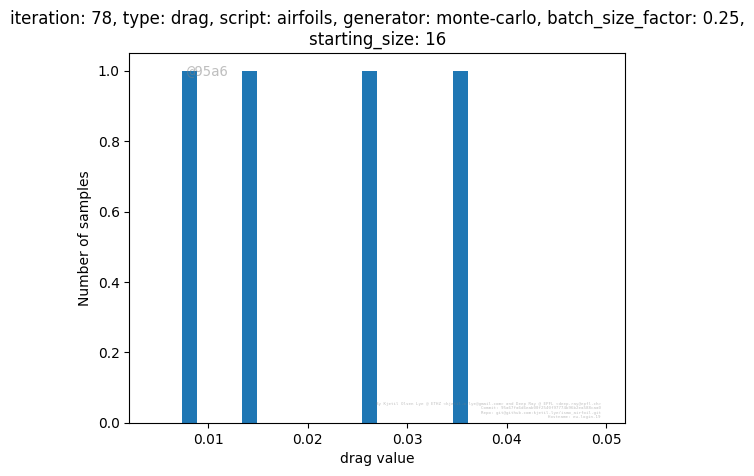 iteration: 78, type: drag, script: airfoils, generator: monte-carlo, batch_size_factor: 0.25,
starting_size: 16
@95a6
1.0
0.8
0.6
0.4
0.2
0.0
Number of samples
0.01
0.02
0.03
0.04
0.05
drag value